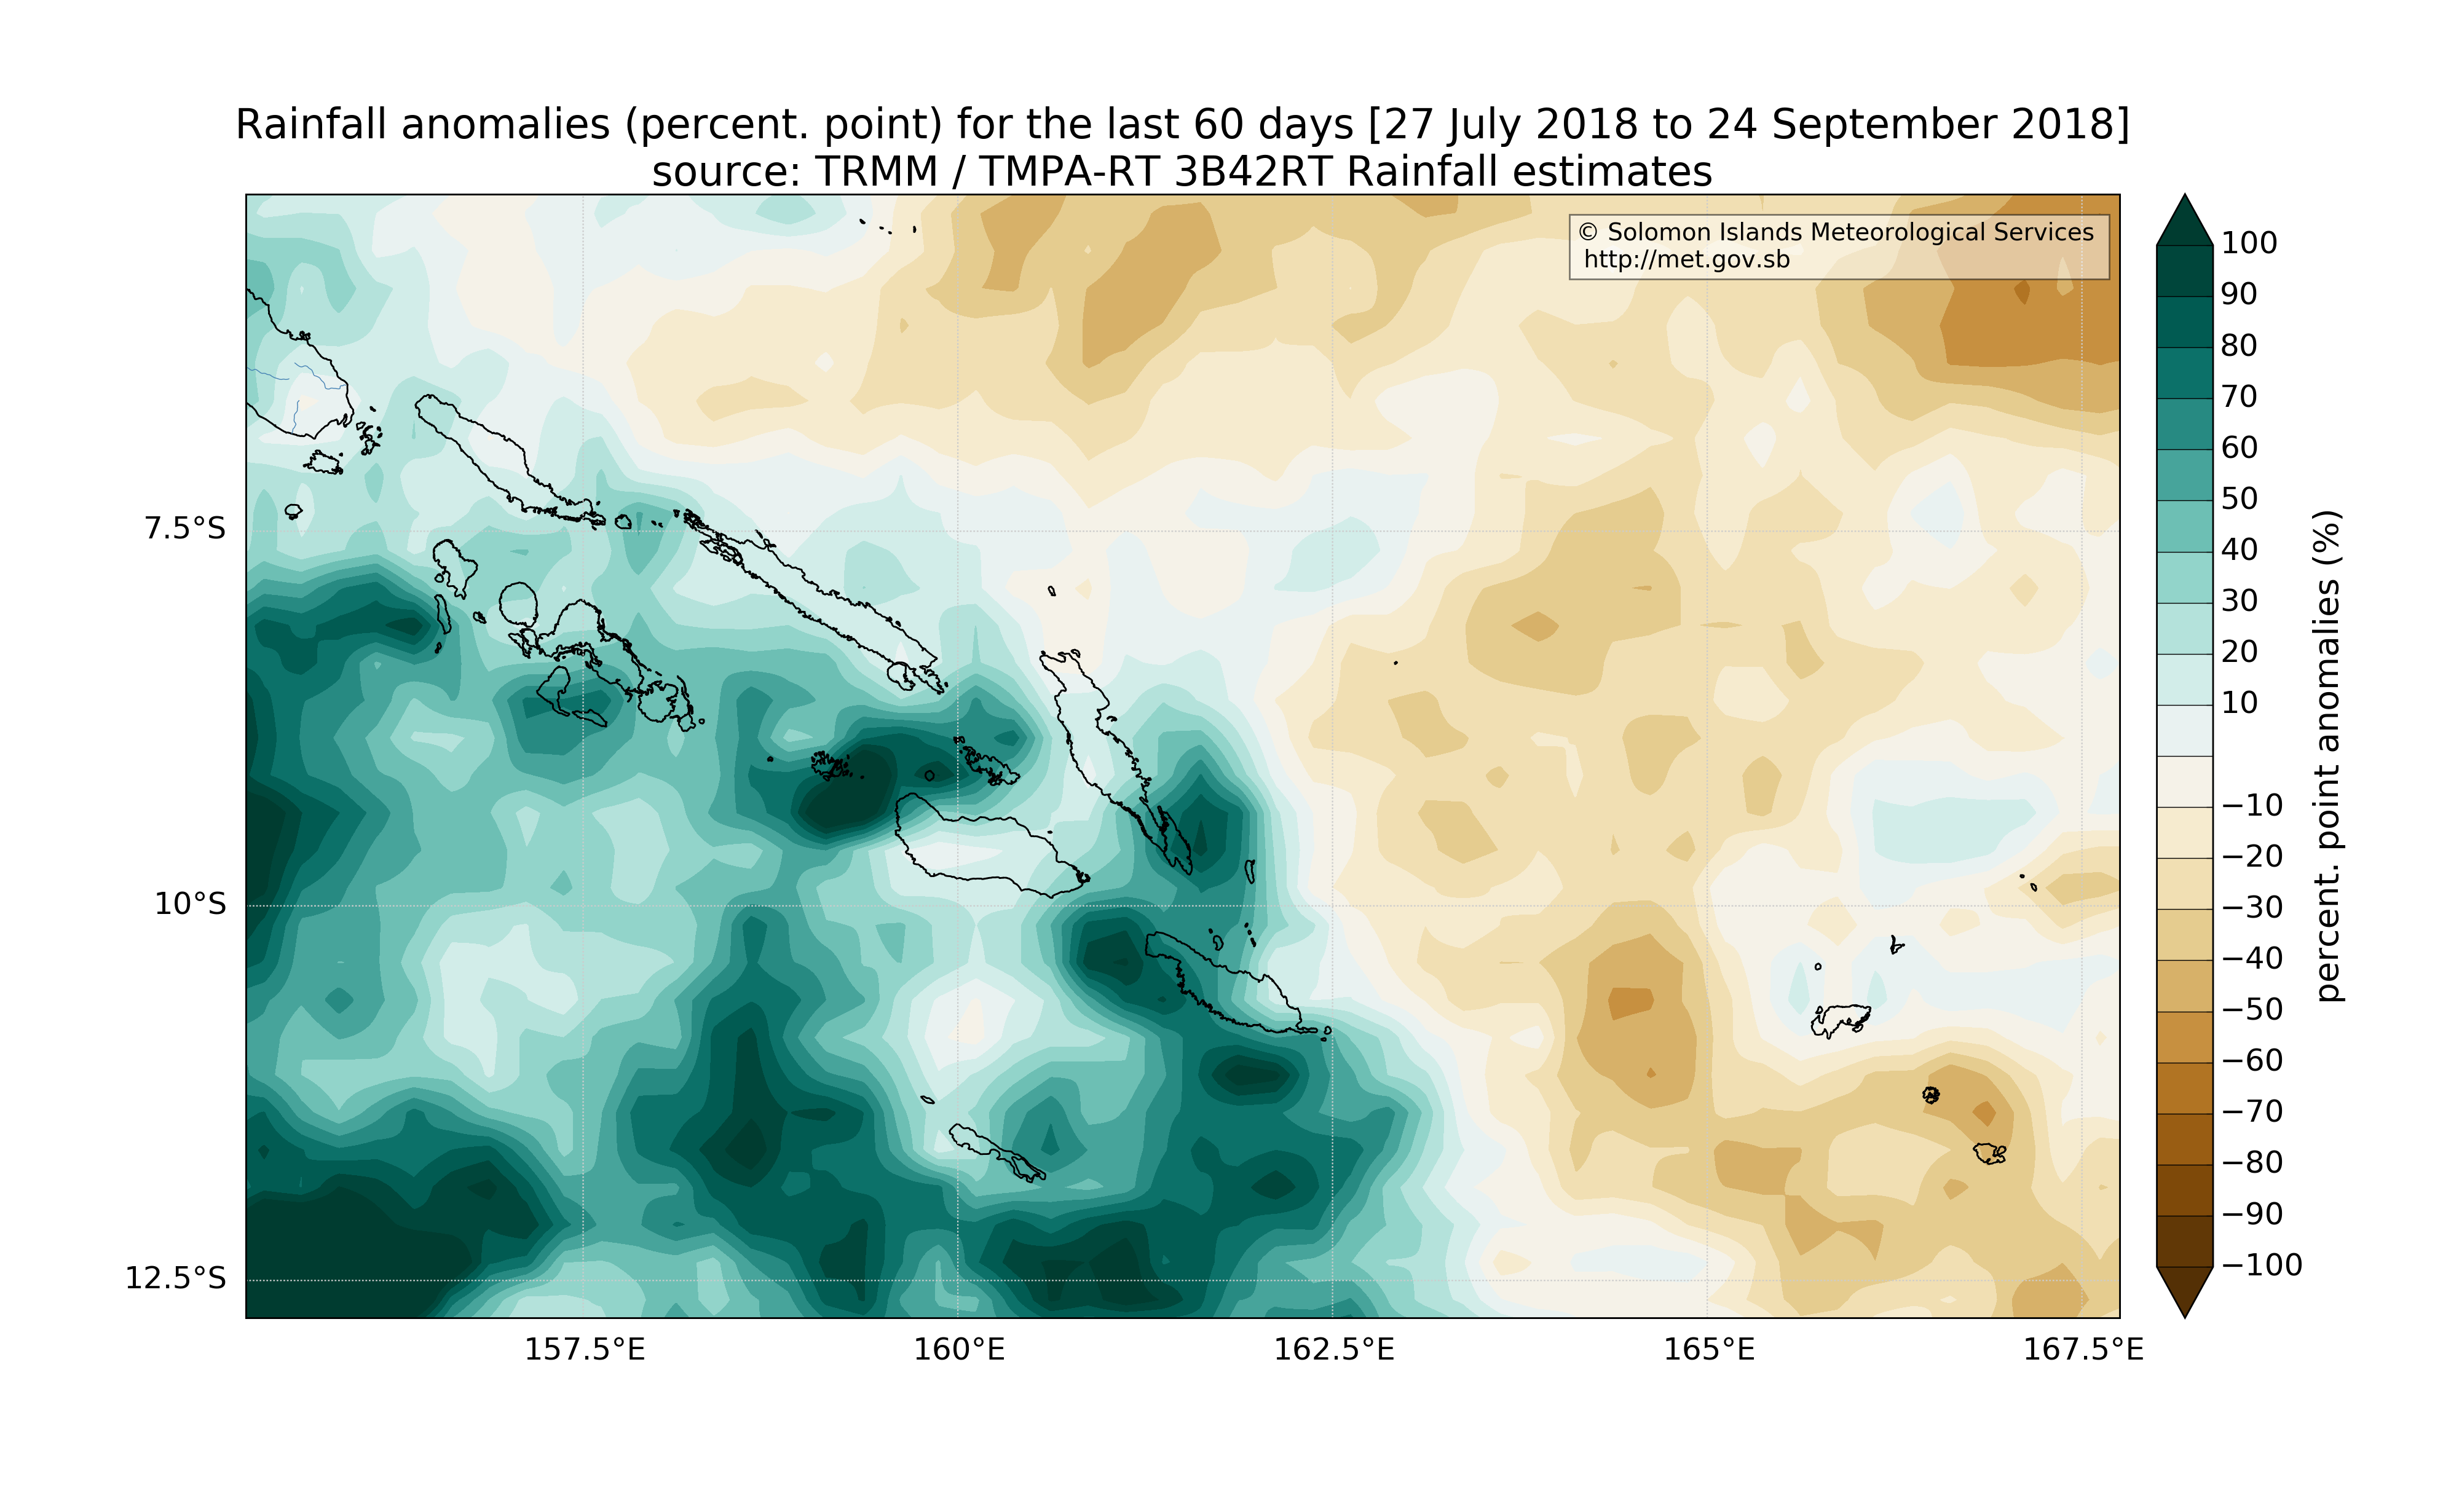 Rainfall anomalies (percent. point) for the last 60 days [27 July 2018 to 24 September 2018]
source: TRMM / TMPA-RT 3B42RT Rainfall estimates
© Solomon Islands Meteorological Services
http://met.gov.sb
7.5°S
10°S
12.5°S
157.5°E
160°E
162.5°E
165°E
167.5°E
100
90
80
70
60
50
40
30
20
10
−10
−20
−30
−40
−50
−60
−70
−80
−90
−100
percent. point anomalies (%)